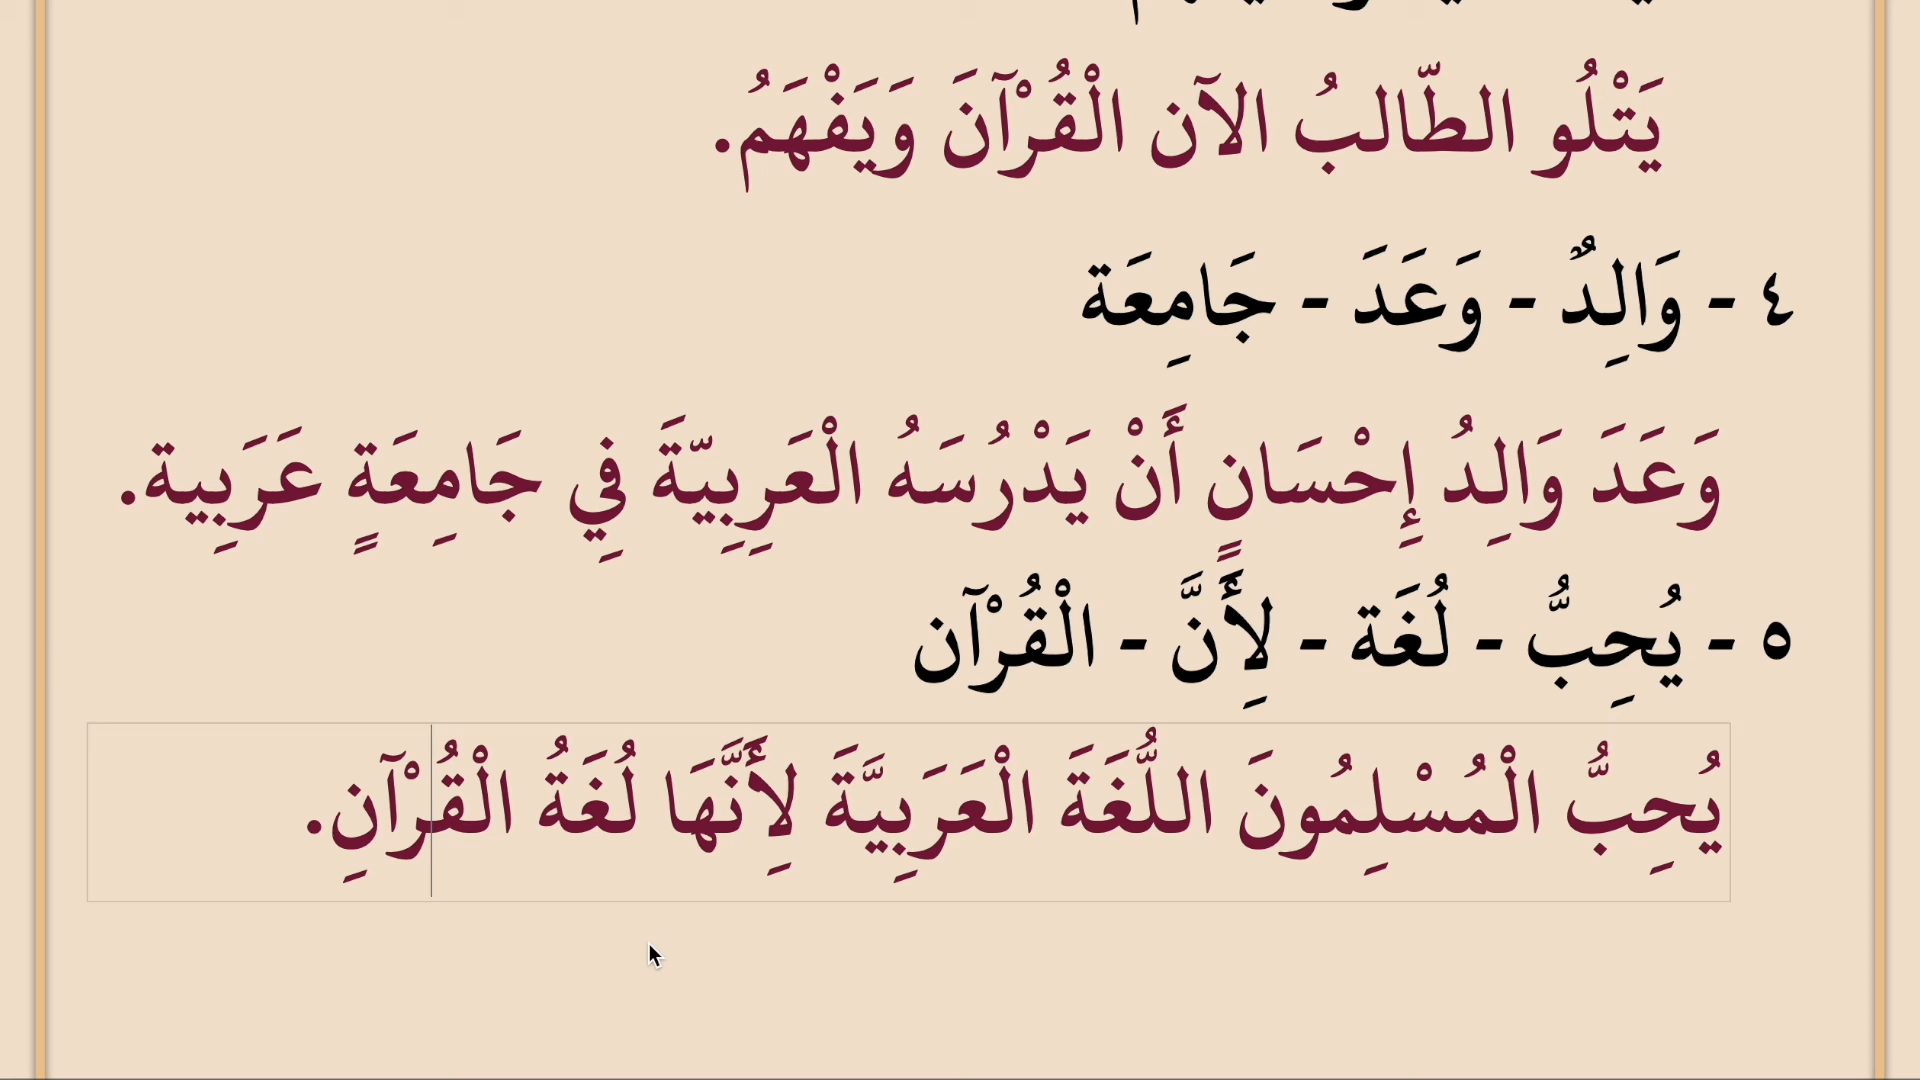 يَتْلُو الطّالبُ الآن الْقُرْآنَ وَيَفْهَمُ.
٤ - وَالِدٌ - وَعَدَ - جَامِعَة
وَعَدَ وَالِدُ إِحْسَانٍ أَنْ يَدْرُسَهُ الْعَرِبِيّةَ فِي جَامِعَةٍ عَرَبِية.
٥ - يُحِبُّ - لُغَة - لِأَنَّ - الْقُرْآن
يُحِبُّ الْمُسْلِمُونَ اللُّغَةَ الْعَرَبِيَّةَ لِأَنَّهَا لُغَةُ الْقُرْآنِ.